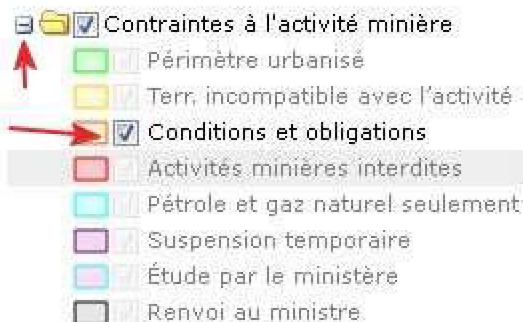 Contraintes à l'activité minière
Périmètre urbanisé
Terr. incompatible avec l'activité
Conditions et obligations
Activités minières interdites
Pétrole et gaz naturel seulement
Suspension temporaire
Étude par le ministère
Renvoi au ministre